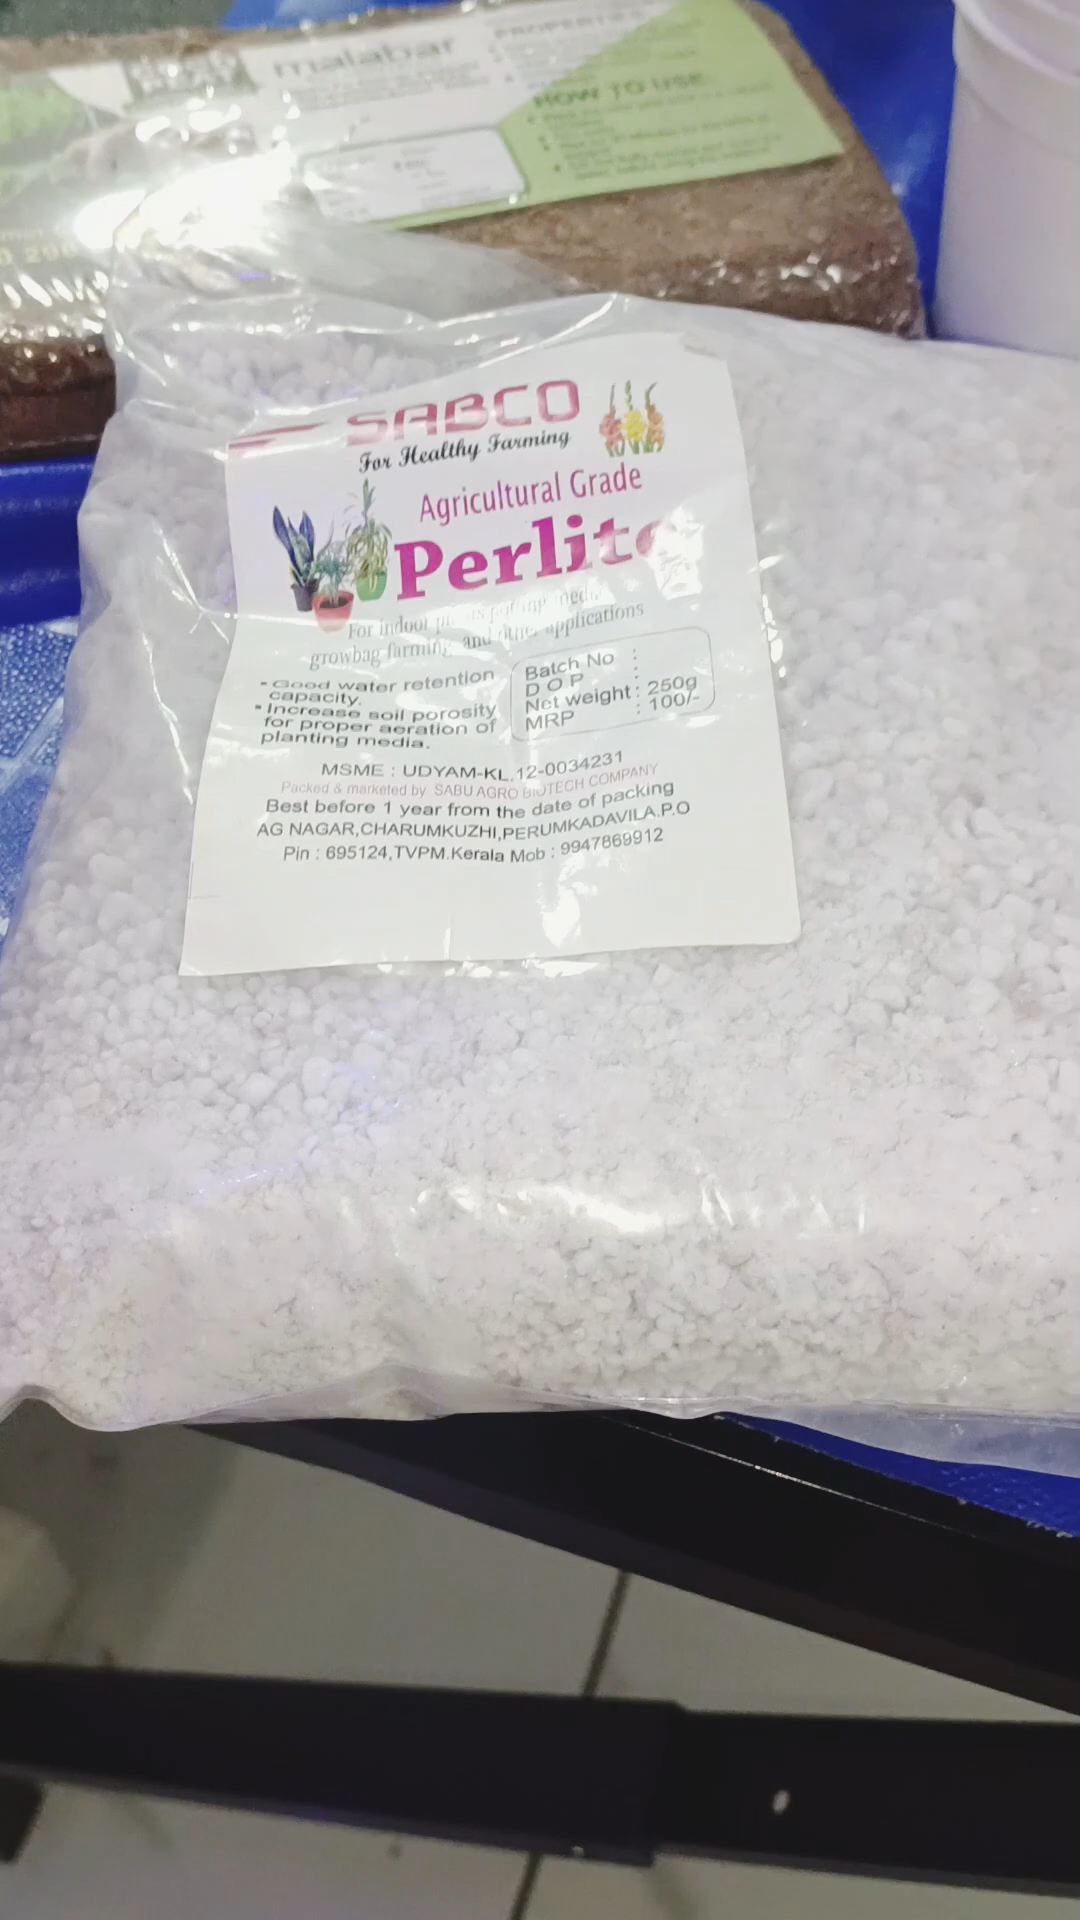 malabar
PROPERTIES
HOW TO USE
SABCO
For Healthy Farming
Agricultural Grade
Perlite
For indoor
growbag farming and other applications
• Good water retention
capacity.
• Increase soil porosity
for proper aeration of
planting media.
Batch No :
D O P :
Net weight : 250g
MRP : 100/-
MSME : UDYAM-KL.12-0034231
Packed & marketed by SABU AGRO BIOTECH COMPANY
Best before 1 year from the date of packing
AG NAGAR,CHARUMKUZHI,PERUMKADAVILA.P.O
Pin : 695124,TVPM.Kerala Mob : 9947869912